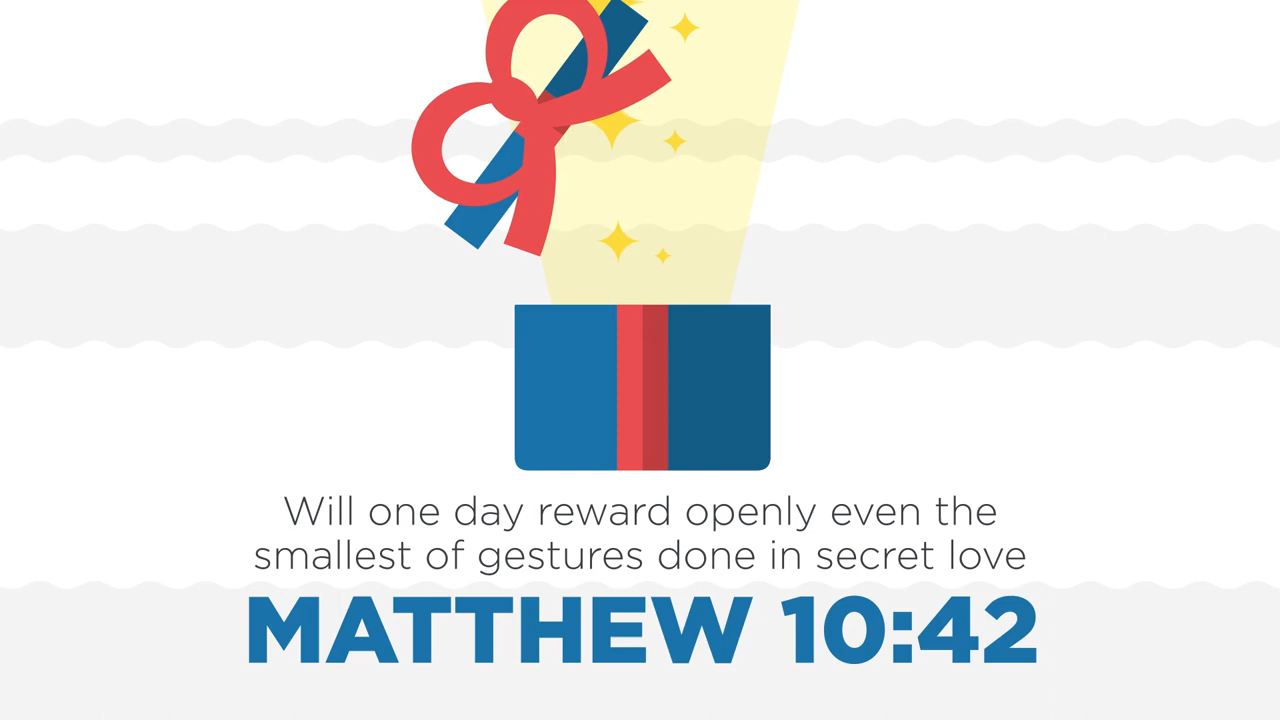 Will one day reward openly even the
smallest of gestures done in secret love
MATTHEW 10:42